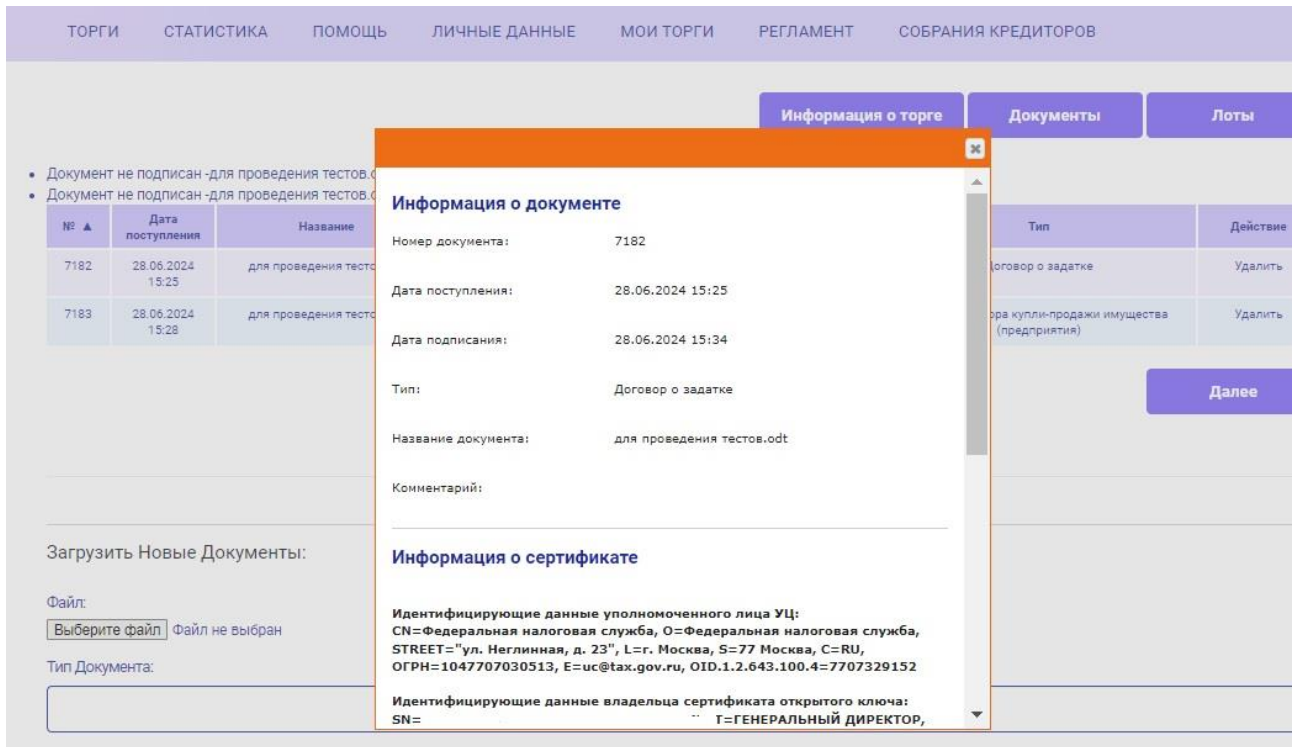 ТОРГИ СТАТИСТИКА ПОМОЩЬ ЛИЧНЫЕ ДАННЫЕ МОИ ТОРГИ РЕГЛАМЕНТ СОБРАНИЯ КРЕДИТОРОВ
Информация о торге Документы Лоты
Документ не подписан -для проведения тестов.
Документ не подписан -для проведения тестов.
№ ▲ Дата поступления Название Тип Действие
7182 28.06.2024 15:25 для проведения Договор о задатке Удалить
7183 28.06.2024 15:28 для проведения купли-продажи имущества (предприятия) Удалить
Далее
Загрузить Новые Документы:
Файл:
Выберите файл Файл не выбран
Тип Документа:
Информация о документе
Номер документа: 7182
Дата поступления: 28.06.2024 15:25
Дата подписания: 28.06.2024 15:34
Тип: Договор о задатке
Название документа: для проведения тестов.odt
Комментарий:
Информация о сертификате
Идентифицирующие данные уполномоченного лица УЦ:
CN=Федеральная налоговая служба, O=Федеральная налоговая служба,
STREET="ул. Неглинная, д. 23", L=г. Москва, S=77 Москва, C=RU,
ОГРН=1047707030513, E=uc@tax.gov.ru, OID.1.2.643.100.4=7707329152
Идентифицирующие данные владельца сертификата открытого ключа:
SN= T=ГЕНЕРАЛЬНЫЙ ДИРЕКТОР,